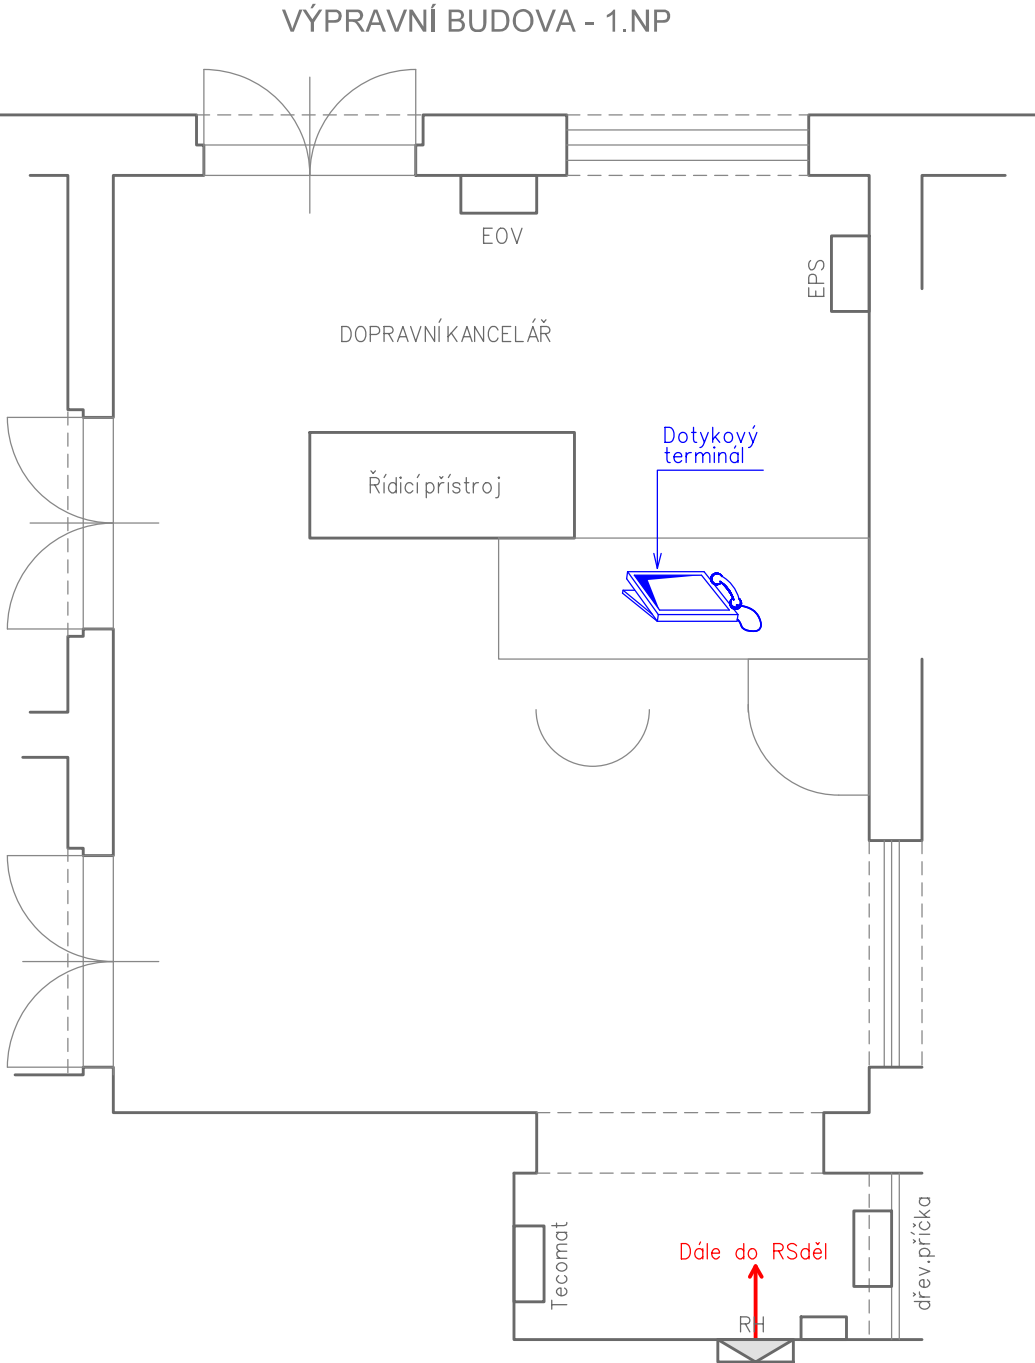 VÝPRAVNÍ BUDOVA - 1.NP
EOV
EPS
DOPRAVNÍ KANCELÁŘ
Dotykový
terminál
Řídicí přístroj
Tecomat
Dále do RSděl
dřev.příčka
RH